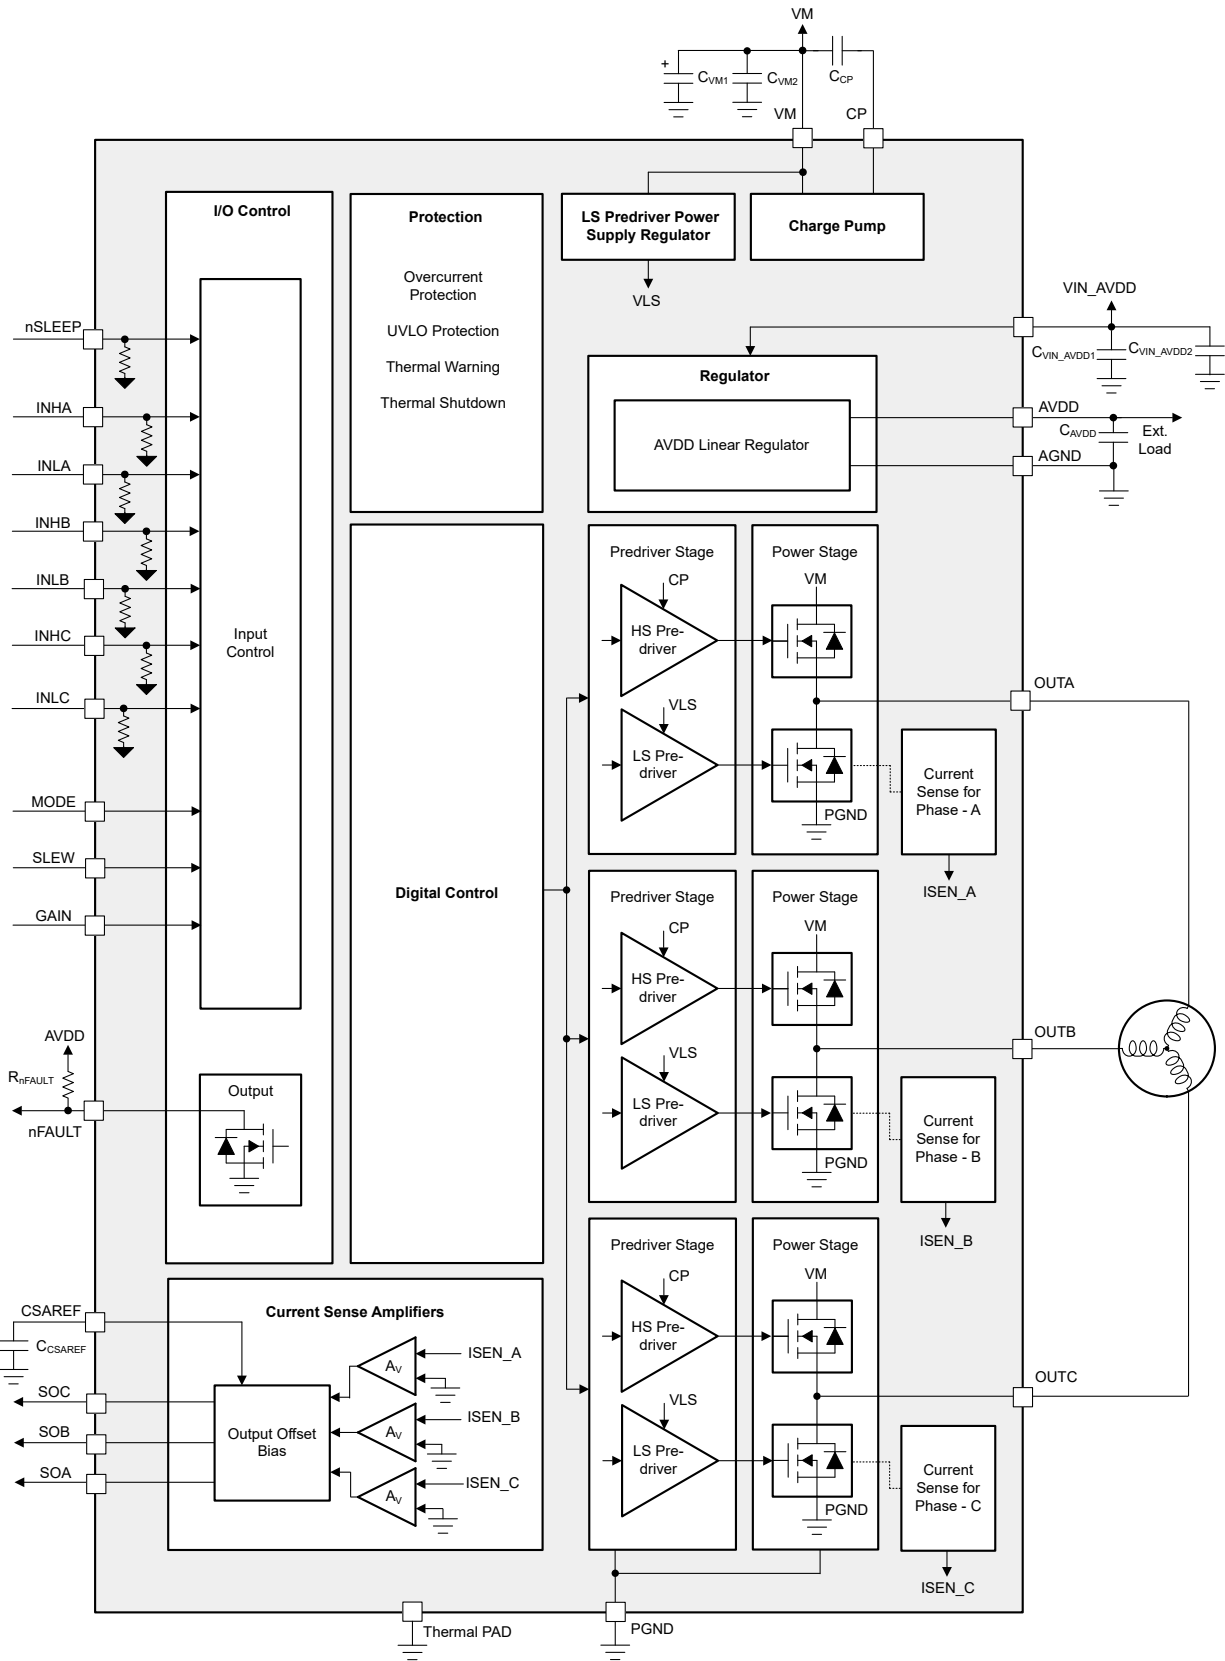 VM
+
CVM1
CVM2
CCP
VM
CP
I/O Control
Protection
Overcurrent
Protection
UVLO Protection
Thermal Warning
Thermal Shutdown
LS Predriver Power
Supply Regulator
VLS
Charge Pump
VIN_AVDD
CVIN_AVDD1
CVIN_AVDD2
Regulator
AVDD Linear Regulator
AVDD
CAVDD
Ext.
Load
AGND
nSLEEP
INHA
INLA
INHB
INLB
INHC
INLC
MODE
SLEW
GAIN
Input
Control
AVDD
RnFAULT
nFAULT
Output
Digital Control
Predriver Stage
CP
HS Pre-
driver
VLS
LS Pre-
driver
Power Stage
VM
PGND
OUTA
Current
Sense for
Phase - A
ISEN_A
Predriver Stage
CP
HS Pre-
driver
VLS
LS Pre-
driver
Power Stage
VM
PGND
OUTB
Current
Sense for
Phase - B
ISEN_B
Predriver Stage
CP
HS Pre-
driver
VLS
LS Pre-
driver
Power Stage
VM
PGND
OUTC
Current
Sense for
Phase - C
ISEN_C
CSAREF
CCSAREF
SOC
SOB
SOA
Current Sense Amplifiers
Output Offset
Bias
AV
ISEN_A
AV
ISEN_B
AV
ISEN_C
Thermal PAD
PGND